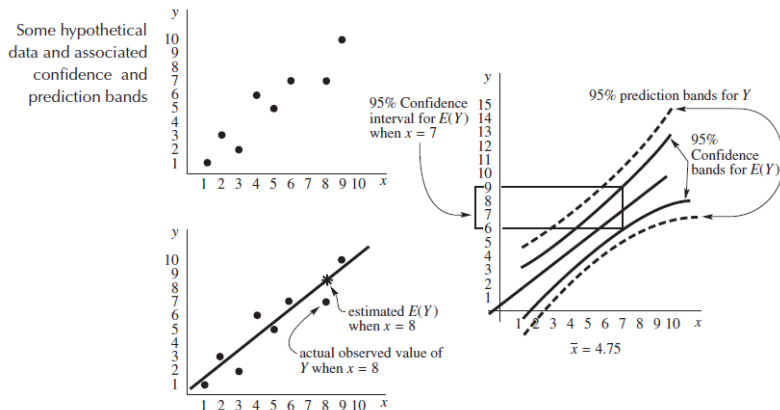 Some hypothetical
data and associated
confidence and
prediction bands
y
10
9
8
7
6
5
4
3
2
1
1 2 3 4 5 6 7 8 9 10 x
y
10
9
8
7
6
5
4
3
2
1
1 2 3 4 5 6 7 8 9 10 x
estimated E(Y)
when x = 8
actual observed value of
Y when x = 8
y
15
14
13
12
11
10
9
8
7
6
5
4
3
2
1
1 2 3 4 5 6 7 8 9 10 x
x̄ = 4.75
95% Confidence
interval for E(Y)
when x = 7
95% prediction bands for Y
95%
Confidence
bands for E(Y)